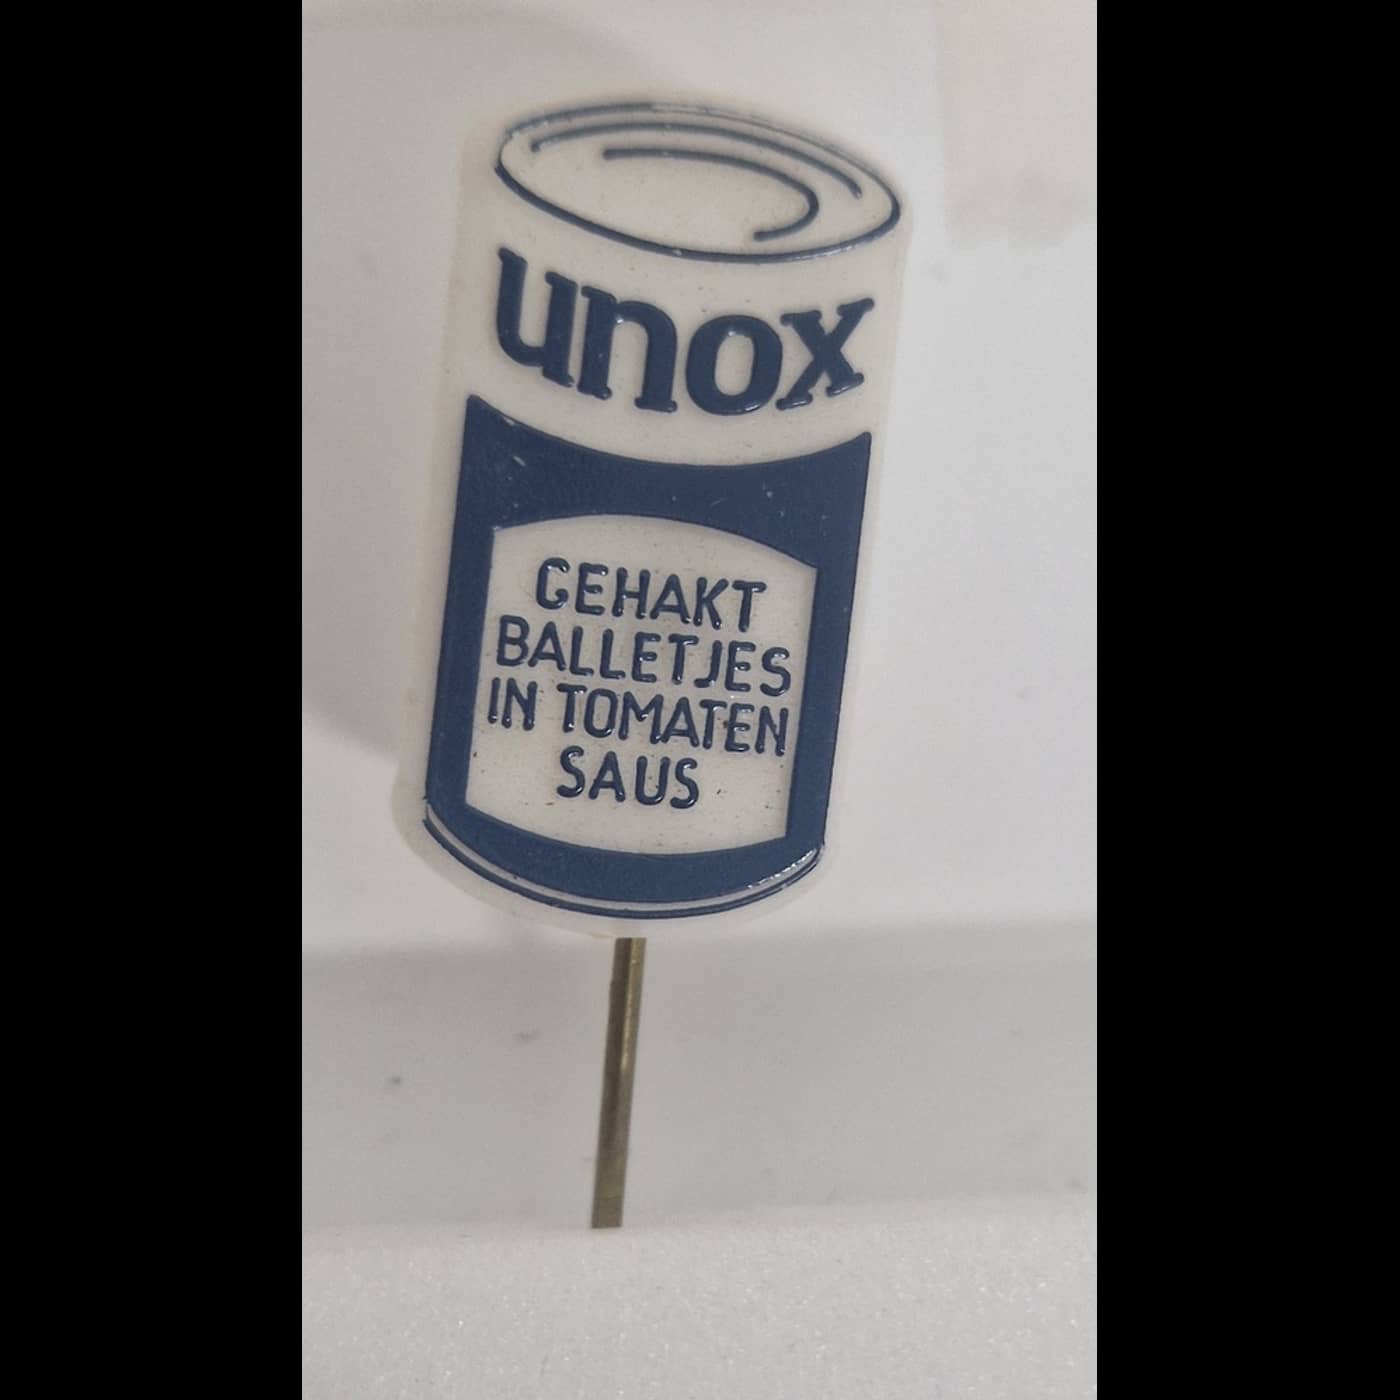 unox
GEHAKT
BALLETJES
IN TOMATEN
SAUS